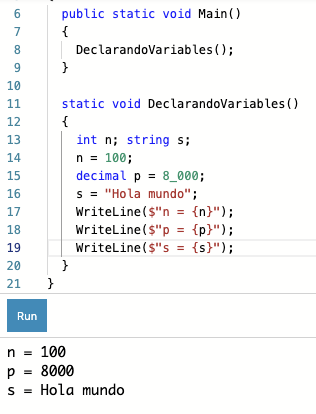 6 public static void Main()
7 {
8 DeclarandoVariables();
9 }
10
11 static void DeclarandoVariables()
12 {
13 int n; string s;
14 n = 100;
15 decimal p = 8_000;
16 s = "Hola mundo";
17 WriteLine($"n = {n}");
18 WriteLine($"p = {p}");
19 WriteLine($"s = {s}");
20 }
21 }
Run
n = 100
p = 8000
s = Hola mundo